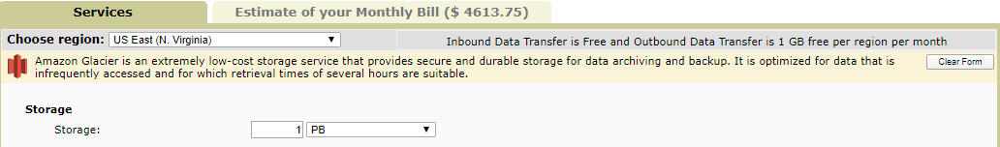 Services
Estimate of your Monthly Bill ($ 4613.75)
Choose region: US East (N. Virginia)
Inbound Data Transfer is Free and Outbound Data Transfer is 1 GB free per region per month
Amazon Glacier is an extremely low-cost storage service that provides secure and durable storage for data archiving and backup. It is optimized for data that is
infrequently accessed and for which retrieval times of several hours are suitable.
Clear Form
Storage
Storage: 1 PB